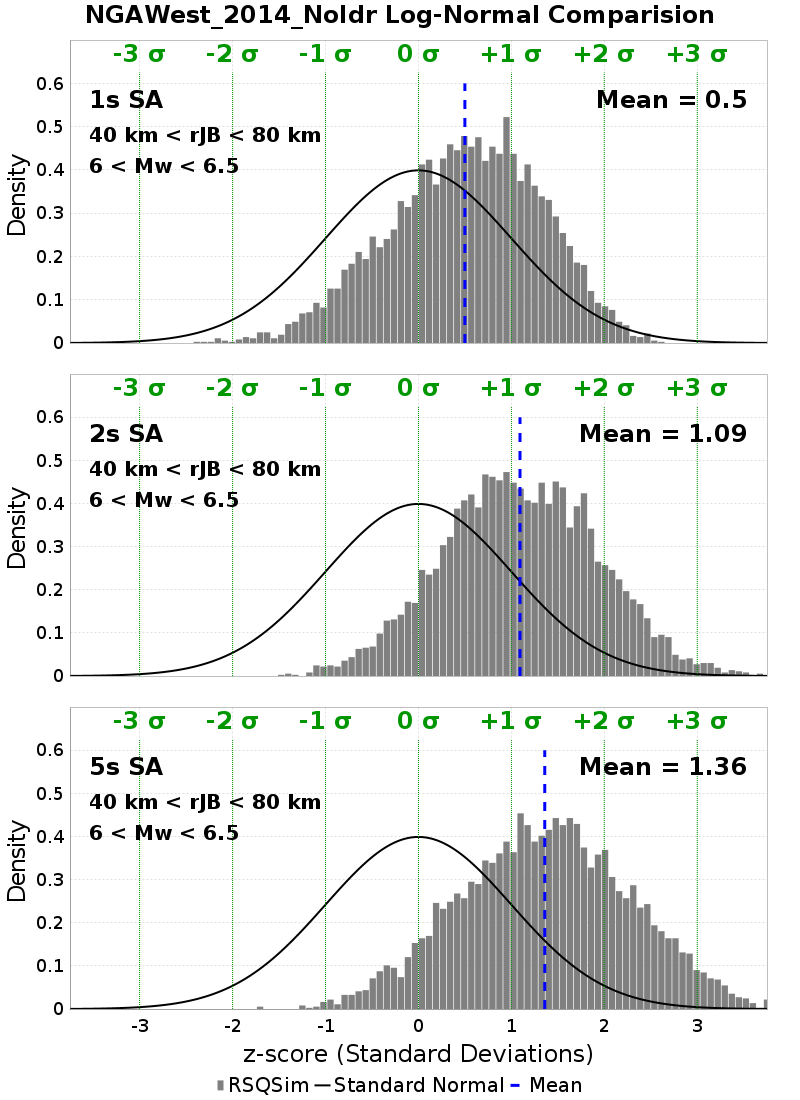 NGAWest_2014_NoIdr Log-Normal Comparision
-3 σ -2 σ -1 σ 0 σ +1 σ +2 σ +3 σ
1s SA
Mean = 0.5
40 km < rJB < 80 km
6 < Mw < 6.5
Density
0.6
0.5
0.4
0.3
0.2
0.1
0
-3 σ -2 σ -1 σ 0 σ +1 σ +2 σ +3 σ
2s SA
Mean = 1.09
40 km < rJB < 80 km
6 < Mw < 6.5
Density
0.6
0.5
0.4
0.3
0.2
0.1
0
-3 σ -2 σ -1 σ 0 σ +1 σ +2 σ +3 σ
5s SA
Mean = 1.36
40 km < rJB < 80 km
6 < Mw < 6.5
Density
0.6
0.5
0.4
0.3
0.2
0.1
0
-3 -2 -1 0 1 2 3
z-score (Standard Deviations)
RSQSim Standard Normal Mean